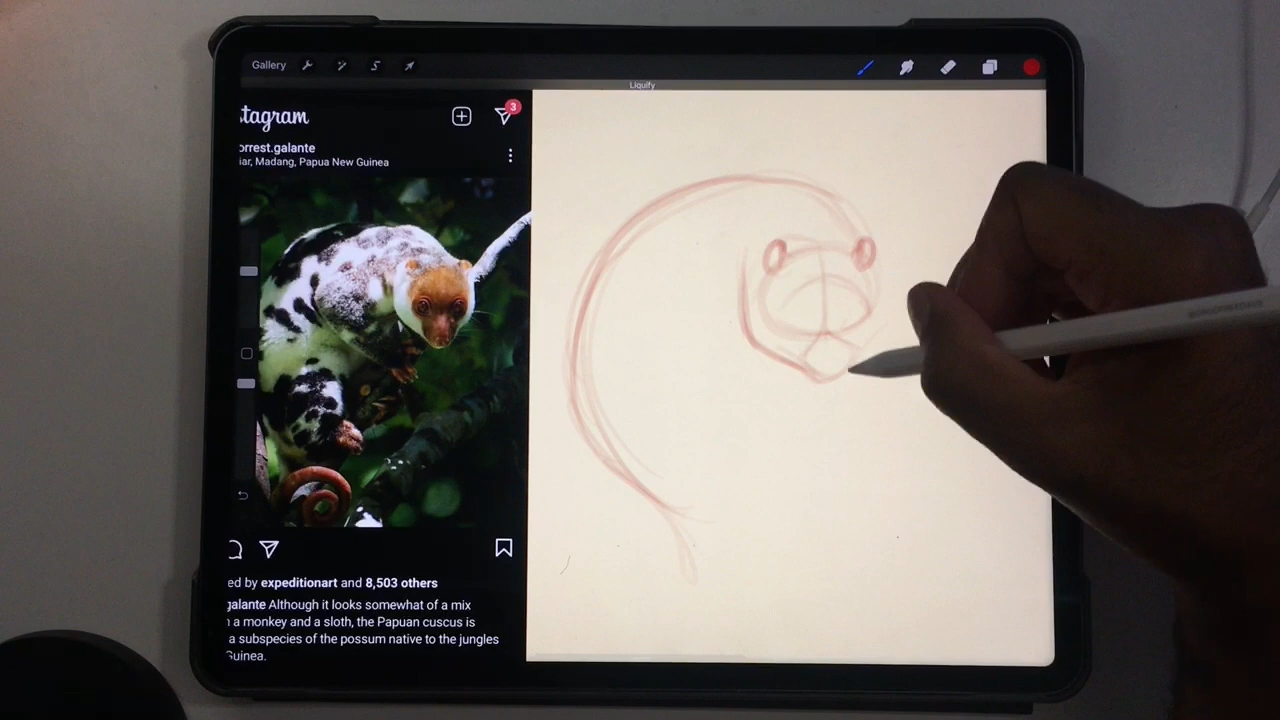 Gallery
Liquify
stagram
3
orrest.galante
iar, Madang, Papua New Guinea
ed by expeditionart and 8,503 others
galante Although it looks somewhat of a mix
n a monkey and a sloth, the Papuan cuscus is
a subspecies of the possum native to the jungles
Guinea.